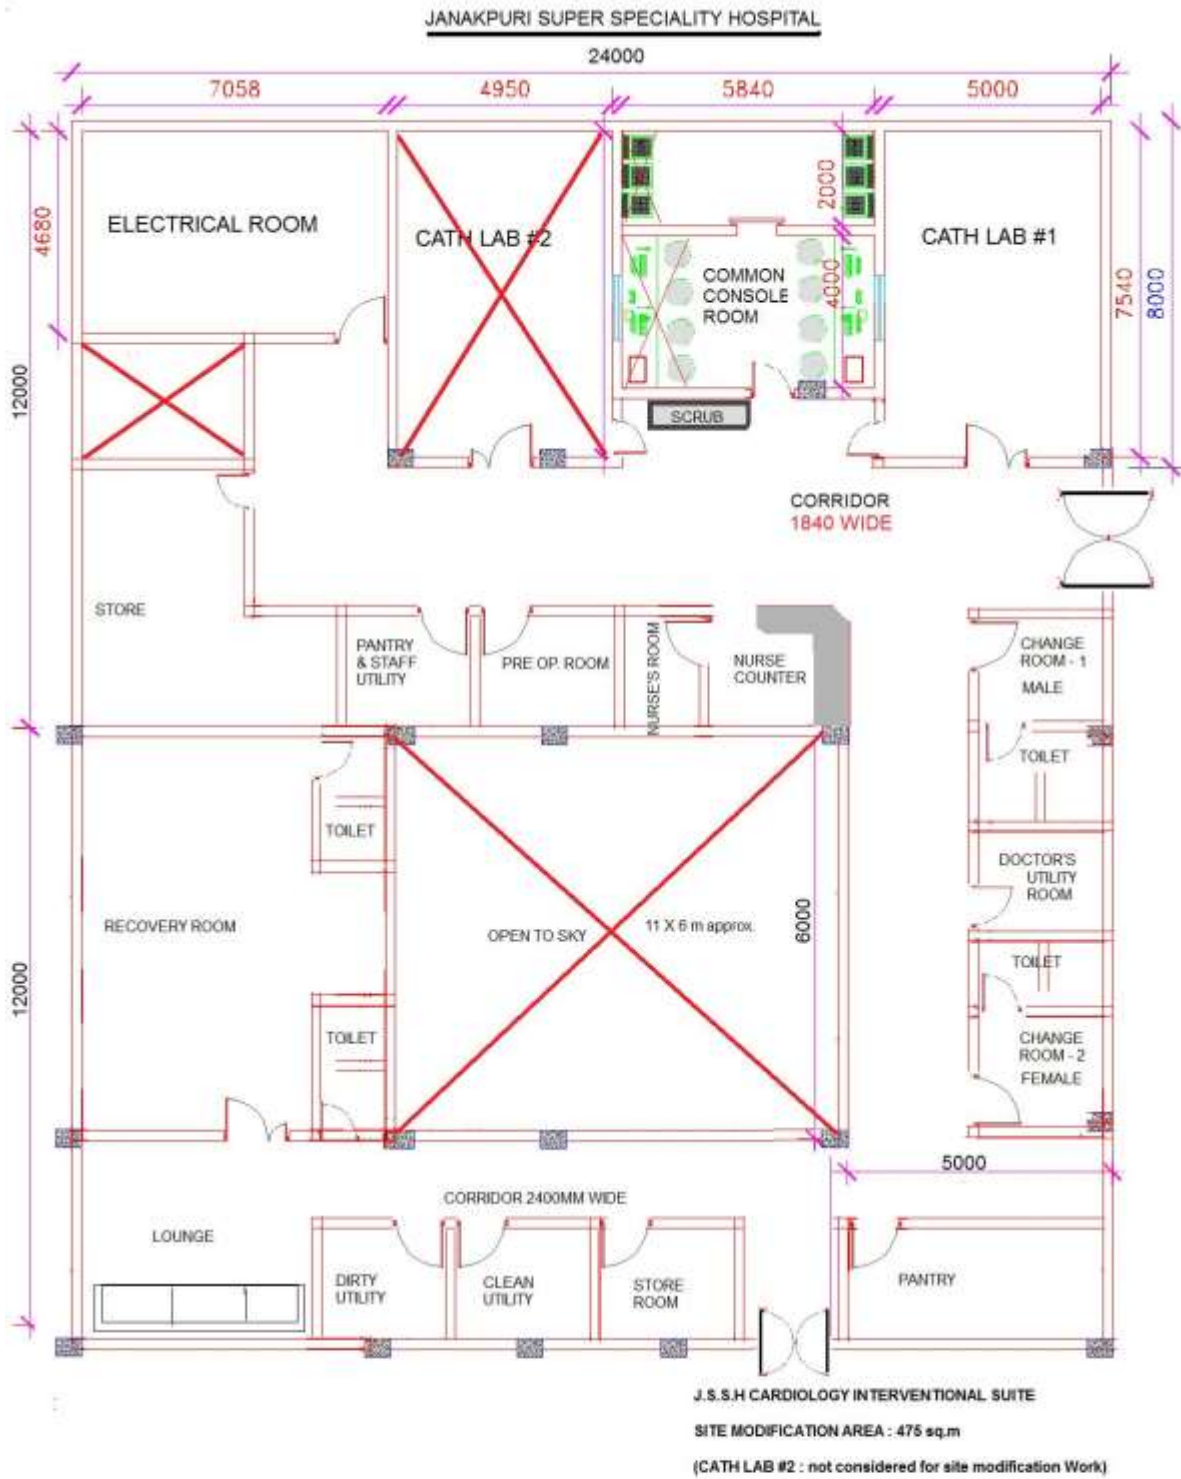 JANAKPURI SUPER SPECIALITY HOSPITAL
24000
7058
4950
5840
5000
4680
12000
ELECTRICAL ROOM
CATH LAB #2
2000
4000
COMMON
CONSOLE
ROOM
CATH LAB #1
7540
8000
SCRUB
CORRIDOR
1840 WIDE
STORE
PANTRY
& STAFF
UTILITY
PRE OP. ROOM
NURSE'S ROOM
NURSE
COUNTER
CHANGE
ROOM - 1
MALE
TOILET
TOILET
DOCTOR'S
UTILITY
ROOM
12000
RECOVERY ROOM
OPEN TO SKY
11 X 6 m approx.
6000
TOILET
TOILET
CHANGE
ROOM - 2
FEMALE
5000
CORRIDOR 2400MM WIDE
LOUNGE
DIRTY
UTILITY
CLEAN
UTILITY
STORE
ROOM
PANTRY
J.S.S.H CARDIOLOGY INTERVENTIONAL SUITE
SITE MODIFICATION AREA : 475 sq.m
(CATH LAB #2 : not considered for site modification Work)